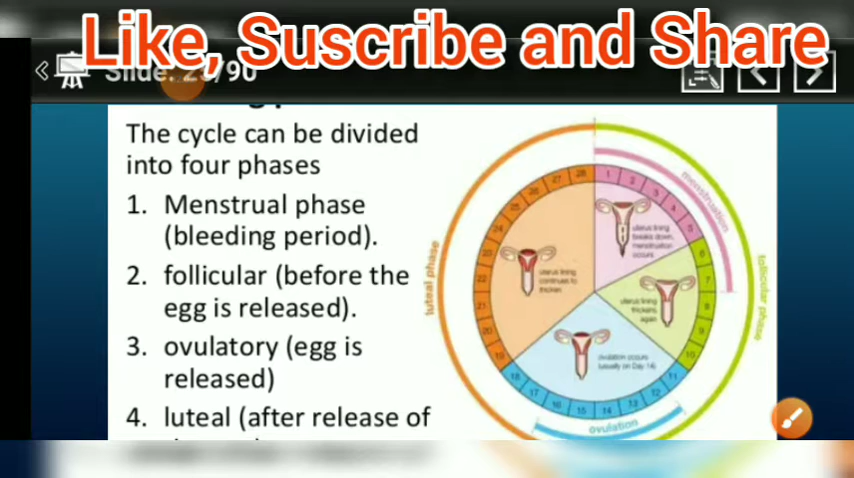 Like, Suscribe and Share
Slide: 23/90
The cycle can be divided
into four phases
1. Menstrual phase
(bleeding period).
2. follicular (before the
egg is released).
3. ovulatory (egg is
released)
4. luteal (after release of
menstruation
follicular phase
luteal phase
ovulation
uterus lining
breaks down,
menstruation
occurs
uterus lining
thickens
again
ovulation occurs
(usually on Day 14)
uterus lining
continues to
thicken
1
2
3
4
5
6
7
8
9
10
11
12
13
14
15
16
17
18
19
20
21
22
23
24
25
26
27
28